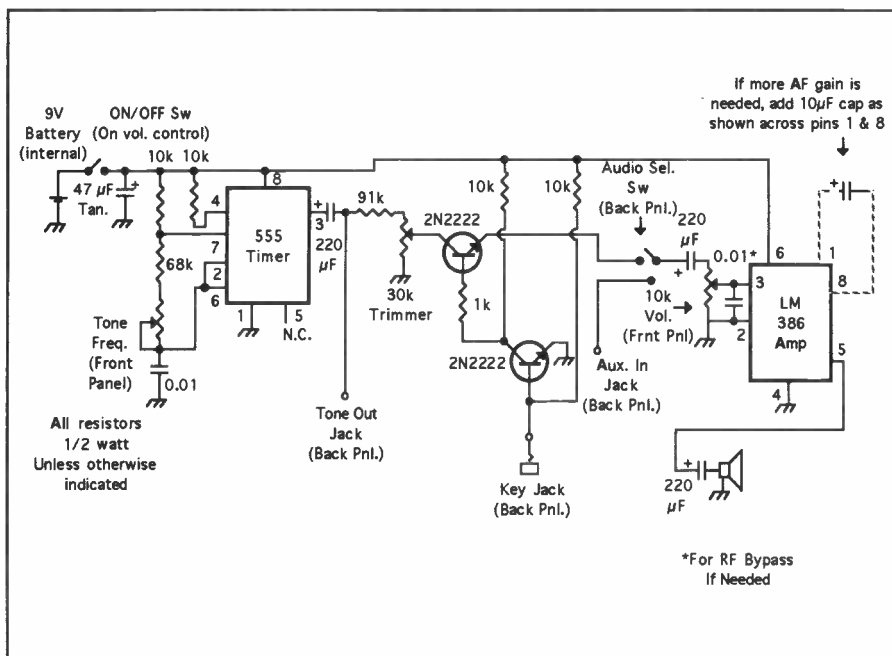 If more AF gain is
needed, add 10µF cap as
shown across pins 1 & 8
9V
Battery
(internal)
ON/OFF Sw
(On vol. control)
10k
10k
47 µF
Tan.
+
8
4
7
2
6
3
1
5
N.C.
555
Timer
+
220
µF
91k
30k
Trimmer
2N2222
1k
10k
10k
2N2222
Audio Sel.
Sw
(Back Pnl.)
220
µF
+
0.01*
10k
Vol.
(Frnt Pnl)
6
1
3
8
2
5
4
LM
386
Amp
+
68k
Tone
Freq.
(Front
Panel)
0.01
All resistors
1/2 watt
Unless otherwise
indicated
Tone Out
Jack
(Back Pnl.)
Aux. In
Jack
(Back Pnl.)
Key Jack
(Back Pnl.)
+
220
µF
*For RF Bypass
If Needed